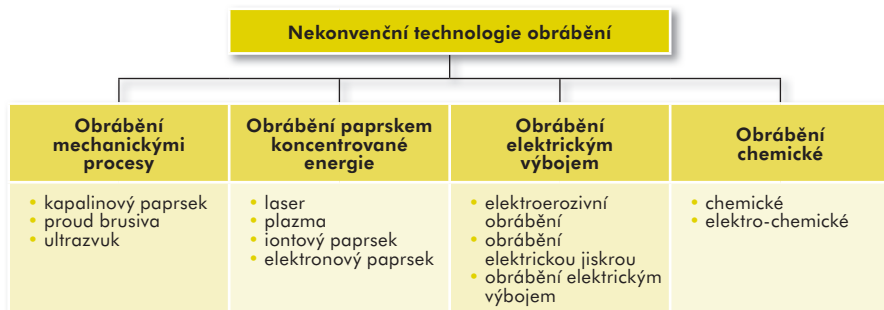 Nekonvenční technologie obrábění
Obrábění
mechanickými
procesy
Obrábění paprskem
koncentrované
energie
Obrábění
elektrickým
výbojem
Obrábění
chemické
• kapalinový paprsek
• proud brusiva
• ultrazvuk
• laser
• plazma
• iontový paprsek
• elektronový paprsek
• elektroerozivní
obrábění
• obrábění
elektrickou jiskrou
• obrábění elektrickým
výbojem
• chemické
• elektro-chemické